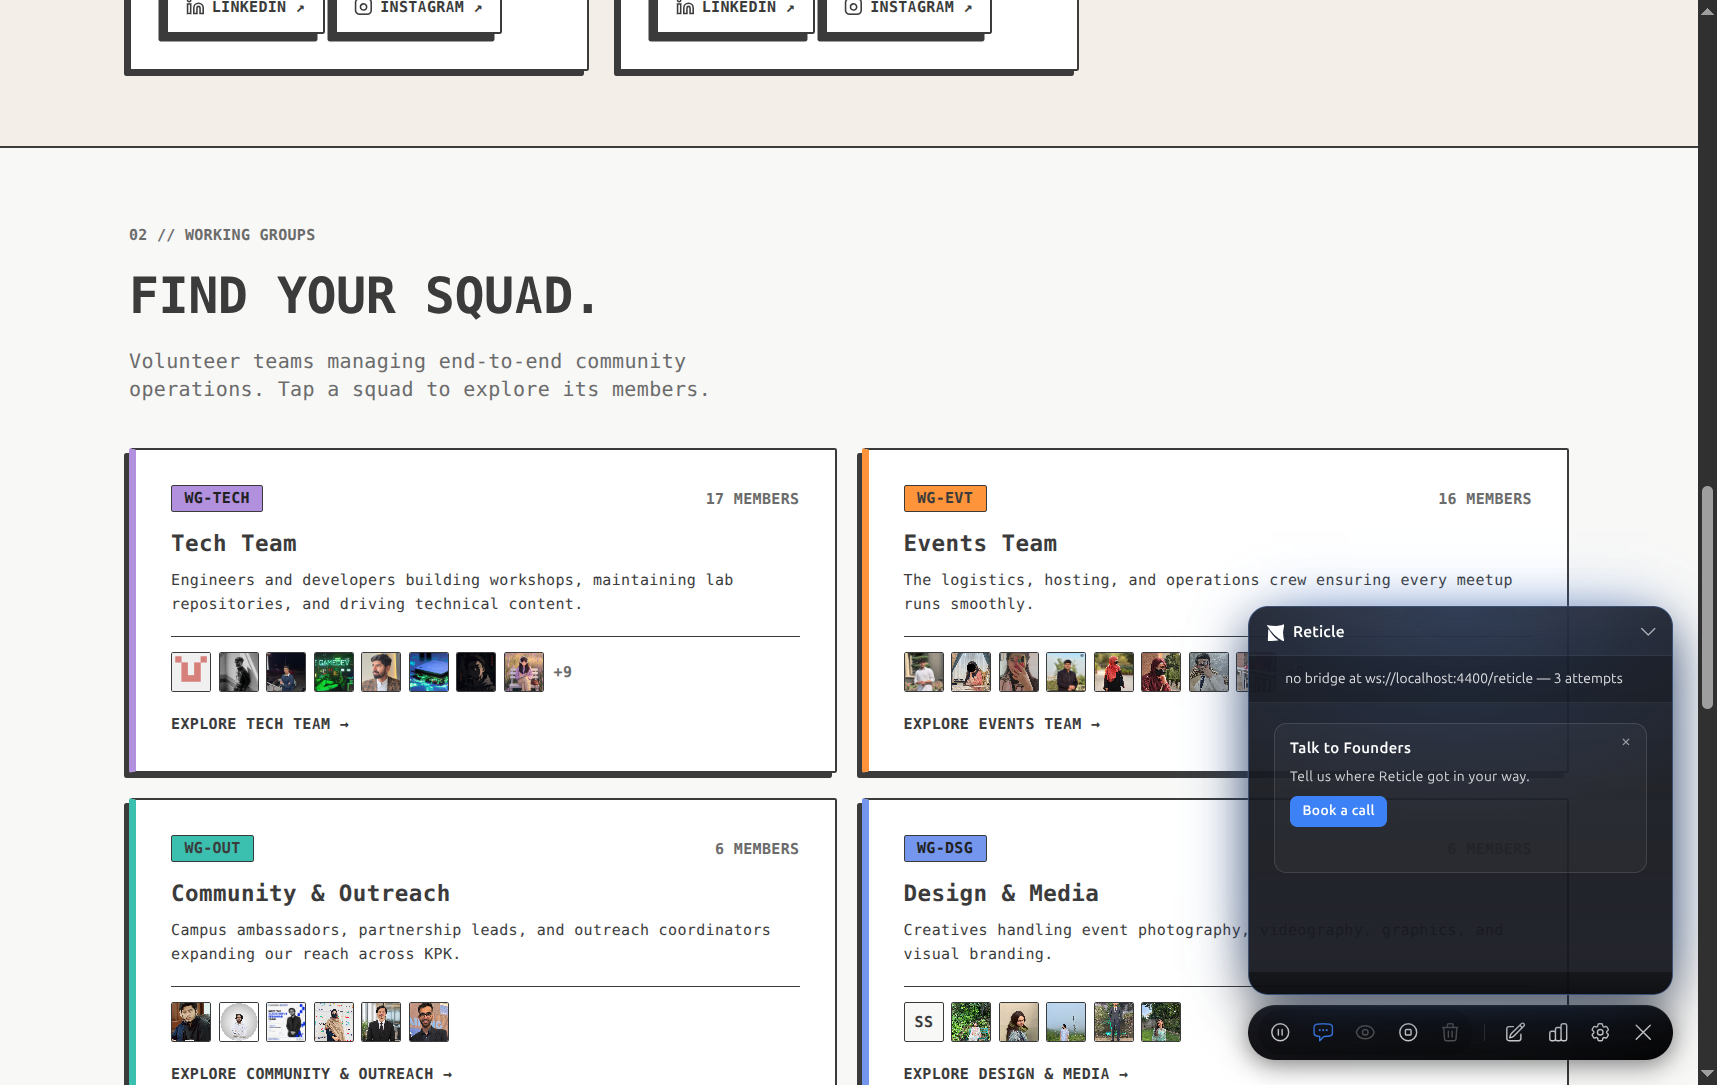 LINKEDIN ↗
INSTAGRAM ↗
LINKEDIN ↗
INSTAGRAM ↗
02 // WORKING GROUPS
FIND YOUR SQUAD.
Volunteer teams managing end-to-end community
operations. Tap a squad to explore its members.
WG-TECH
17 MEMBERS
Tech Team
Engineers and developers building workshops, maintaining lab
repositories, and driving technical content.
+9
EXPLORE TECH TEAM →
WG-EVT
16 MEMBERS
Events Team
The logistics, hosting, and operations crew ensuring every meetup
runs smoothly.
EXPLORE EVENTS TEAM →
WG-OUT
6 MEMBERS
Community & Outreach
Campus ambassadors, partnership leads, and outreach coordinators
expanding our reach across KPK.
EXPLORE COMMUNITY & OUTREACH →
WG-DSG
6 MEMBERS
Design & Media
Creatives handling event photography, videography, graphics, and
visual branding.
SS
EXPLORE DESIGN & MEDIA →
Reticle
no bridge at ws://localhost:4400/reticle — 3 attempts
Talk to Founders
×
Tell us where Reticle got in your way.
Book a call